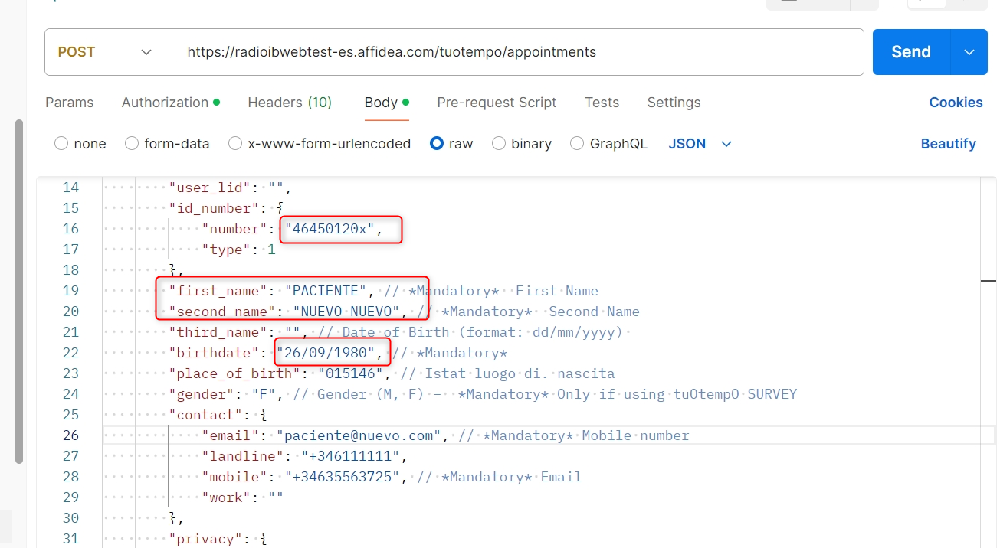 POST https://radioibwebtest-es.affidea.com/tuotempo/appointments Send
Params Authorization Headers (10) Body Pre-request Script Tests Settings Cookies
none form-data x-www-form-urlencoded raw binary GraphQL JSON Beautify
14 "user_lid": "",
15 "id_number": {
16 "number": "46450120x",
17 "type": 1
18 },
19 "first_name": "PACIENTE", // *Mandatory* First Name
20 "second_name": "NUEVO NUEVO", // *Mandatory* Second Name
21 "third_name": "", // Date of Birth (format: dd/mm/yyyy)
22 "birthdate": "26/09/1980", // *Mandatory*
23 "place_of_birth": "015146", // Istat luogo di. nascita
24 "gender": "F", // Gender (M, F) – *Mandatory* Only if using tuOtempO SURVEY
25 "contact": {
26 "email": "paciente@nuevo.com", // *Mandatory* Mobile number
27 "landline": "+346111111",
28 "mobile": "+34635563725", // *Mandatory* Email
29 "work": ""
30 },
31 "privacy": {